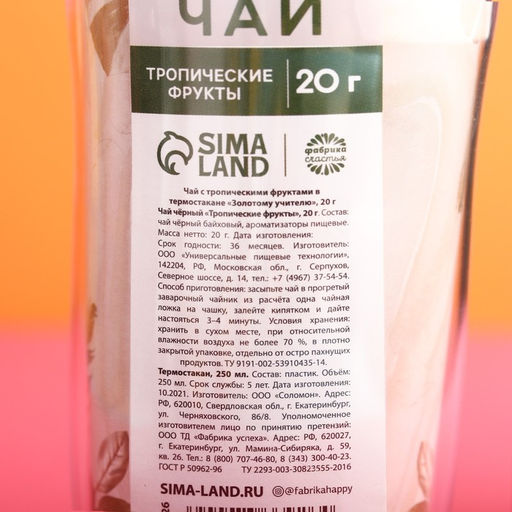 ЧАЙ
ТРОПИЧЕСКИЕ
ФРУКТЫ
20 г
SIMA
LAND
фабрика
счастья
Чай с тропическими фруктами в
термостакане «Золотому учителю», 20 г
Чай чёрный «Тропические фрукты», 20 г. Состав:
чай чёрный байховый, ароматизаторы пищевые.
Масса нетто: 20 г. Дата изготовления:
Срок годности: 36 месяцев. Изготовитель:
ООО «Универсальные пищевые технологии»,
142204, РФ, Московская обл., г. Серпухов,
Северное шоссе, д. 14, тел.: +7 (4967) 37-54-54.
Способ приготовления: засыпьте чай в прогретый
заварочный чайник из расчёта одна чайная
ложка на чашку, залейте кипятком и дайте
настояться 3–4 минуты. Условия хранения:
хранить в сухом месте, при относительной
влажности воздуха не более 70 %, в плотно
закрытой упаковке, отдельно от остро пахнущих
продуктов. ТУ 9191-002-53910435-14.
Термостакан, 250 мл. Состав: пластик. Объём:
250 мл. Срок службы: 5 лет. Дата изготовления:
10.2021. Изготовитель: ООО «Соломон». Адрес:
РФ, 620010, Свердловская обл., г. Екатеринбург,
ул. Черняховского, 86/8. Уполномоченное
изготовителем лицо по принятию претензий:
ООО ТД «Фабрика успеха». Адрес: РФ, 620027,
г. Екатеринбург, ул. Мамина-Сибиряка, д. 59,
кв. 26. Тел.: 8 (800) 707-46-80, 8 (343) 300-40-23.
ГОСТ Р 50962-96 ТУ 2293-003-30823555-2016
SIMA-LAND.RU @fabrikahappy